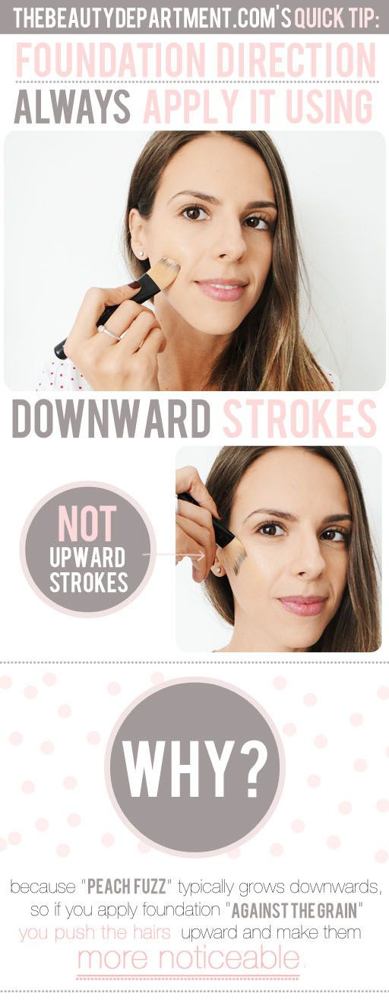 THEBEAUTYDEPARTMENT.COM'S QUICK TIP:
FOUNDATION DIRECTION
ALWAYS APPLY IT USING
DOWNWARD STROKES
NOT
UPWARD
STROKES
WHY?
because "PEACH FUZZ" typically grows downwards,
so if you apply foundation "AGAINST THE GRAIN"
you push the hairs upward and make them
more noticeable.